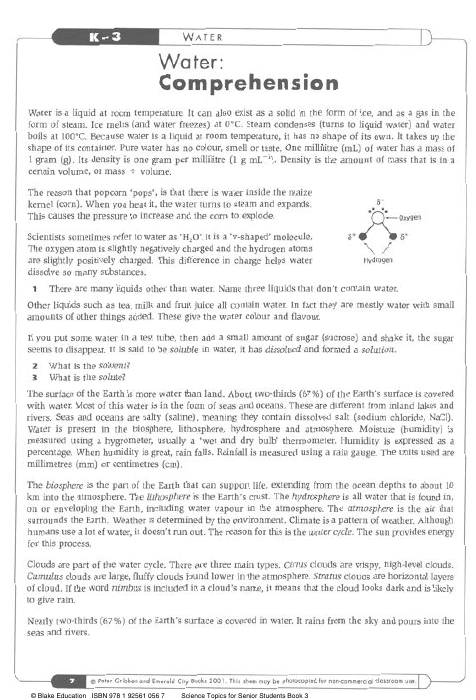 K-3 WATER
Water:
Comprehension
Water is a liquid at room temperature. It can also exist as a solid in the form of ice, and as a gas in the
form of steam. Ice melts (and water freezes) at 0°C. Steam condenses (turns to liquid water) and water
boils at 100°C. Because water is a liquid at room temperature, it has no shape of its own. It takes up the
shape of its container. Pure water has no colour, smell or taste. One millilitre (mL) of water has a mass of
1 gram (g). Its density is one gram per millilitre (1 g mL⁻¹). Density is the amount of mass that is in a
certain volume, or mass ÷ volume.
The reason that popcorn 'pops', is that there is water inside the maize
kernel (corn). When you heat it, the water turns to steam and expands.
This causes the pressure to increase and the corn to explode.
Scientists sometimes refer to water as 'H₂O'. It is a 'v-shaped' molecule.
The oxygen atom is slightly negatively charged and the hydrogen atoms
are slightly positively charged. This difference in charge helps water
dissolve so many substances.
δ⁻
Oxygen
δ⁺ δ⁺
Hydrogen
1 There are many liquids other than water. Name three liquids that don't contain water.
Other liquids such as tea, milk and fruit juice all contain water. In fact they are mostly water with small
amounts of other things added. These give the water colour and flavour.
If you put some water in a test tube, then add a small amount of sugar (sucrose) and shake it, the sugar
seems to disappear. It is said to be soluble in water, it has dissolved and formed a solution.
2 What is the solvent?
3 What is the solute?
The surface of the Earth is more water than land. About two-thirds (67%) of the Earth's surface is covered
with water. Most of this water is in the form of seas and oceans. These are different from inland lakes and
rivers. Seas and oceans are salty (saline), meaning they contain dissolved salt (sodium chloride, NaCl).
Water is present in the biosphere, lithosphere, hydrosphere and atmosphere. Moisture (humidity) is
measured using a hygrometer, usually a 'wet and dry bulb' thermometer. Humidity is expressed as a
percentage. When humidity is great, rain falls. Rainfall is measured using a rain gauge. The units used are
millimetres (mm) or centimetres (cm).
The biosphere is the part of the Earth that can support life, extending from the ocean depths to about 10
km into the atmosphere. The lithosphere is the Earth's crust. The hydrosphere is all water that is found in,
on or enveloping the Earth, including water vapour in the atmosphere. The atmosphere is the air that
surrounds the Earth. Weather is determined by the environment. Climate is a pattern of weather. Although
humans use a lot of water, it doesn't run out. The reason for this is the water cycle. The sun provides energy
for this process.
Clouds are part of the water cycle. There are three main types. Cirrus clouds are wispy, high-level clouds.
Cumulus clouds are large, fluffy clouds found lower in the atmosphere. Stratus clouds are horizontal layers
of cloud. If the word nimbus is included in a cloud's name, it means that the cloud looks dark and is likely
to give rain.
Nearly two-thirds (67%) of the Earth's surface is covered in water. It rains from the sky and pours into the
seas and rivers.
7 © Peter Gribben and Emerald City Books 2001. This sheet may be photocopied for non-commercial classroom use.
© Blake Education ISBN 978 1 92561 056 7 Science Topics for Senior Students Book 3